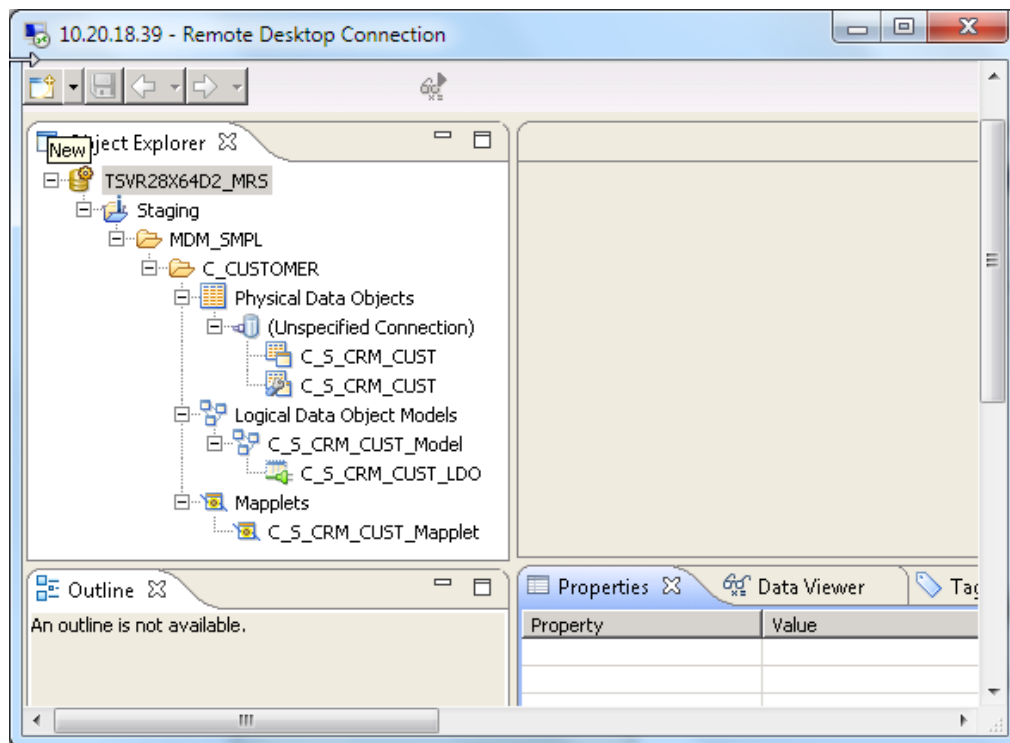 10.20.18.39 - Remote Desktop Connection
New
ject Explorer
TSVR28X64D2_MRS
Staging
MDM_SMPL
C_CUSTOMER
Physical Data Objects
(Unspecified Connection)
C_S_CRM_CUST
C_S_CRM_CUST
Logical Data Object Models
C_S_CRM_CUST_Model
C_S_CRM_CUST_LDO
Mapplets
C_S_CRM_CUST_Mapplet
Outline
An outline is not available.
Properties Data Viewer Tag
Property Value